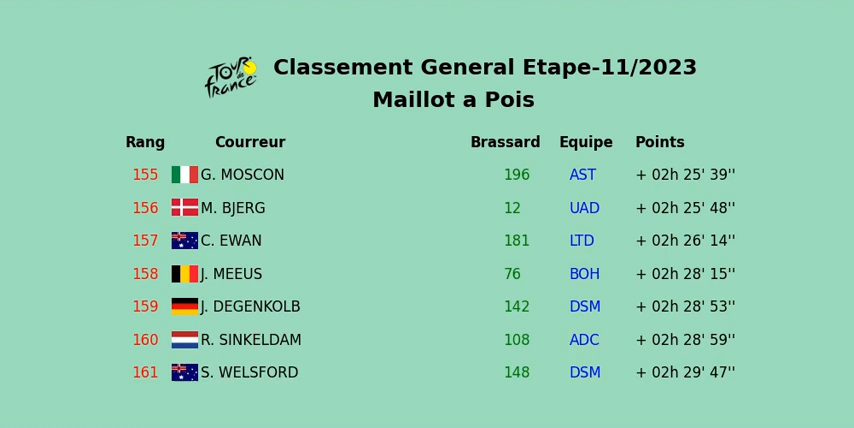 TOUR de france
Classement General Etape-11/2023
Maillot a Pois
Rang Courreur Brassard Equipe Points
155 G. MOSCON 196 AST + 02h 25' 39''
156 M. BJERG 12 UAD + 02h 25' 48''
157 C. EWAN 181 LTD + 02h 26' 14''
158 J. MEEUS 76 BOH + 02h 28' 15''
159 J. DEGENKOLB 142 DSM + 02h 28' 53''
160 R. SINKELDAM 108 ADC + 02h 28' 59''
161 S. WELSFORD 148 DSM + 02h 29' 47''